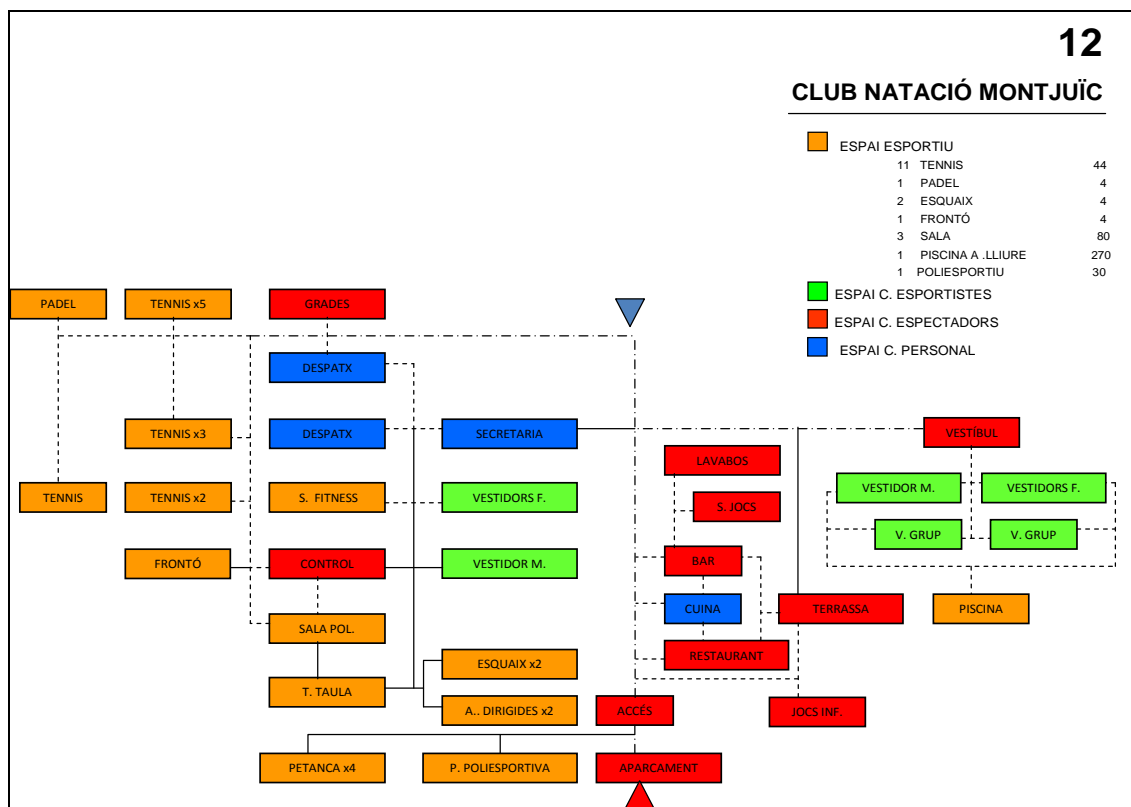 12
CLUB NATACIÓ MONTJUÏC
ESPAI ESPORTIU
11 TENNIS 44
1 PADEL 4
2 ESQUAIX 4
1 FRONTÓ 4
3 SALA 80
1 PISCINA A .LLIURE 270
1 POLIESPORTIU 30
ESPAI C. ESPORTISTES
ESPAI C. ESPECTADORS
ESPAI C. PERSONAL
PADEL
TENNIS x5
GRADES
DESPATX
TENNIS x3
DESPATX
SECRETARIA
VESTÍBUL
LAVABOS
TENNIS
TENNIS x2
S. FITNESS
VESTIDORS F.
S. JOCS
VESTIDOR M.
VESTIDORS F.
V. GRUP
V. GRUP
FRONTÓ
CONTROL
VESTIDOR M.
BAR
CUINA
TERRASSA
PISCINA
SALA POL.
RESTAURANT
ESQUAIX x2
T. TAULA
A.. DIRIGIDES x2
ACCÉS
JOCS INF.
PETANCA x4
P. POLIESPORTIVA
APARCAMENT